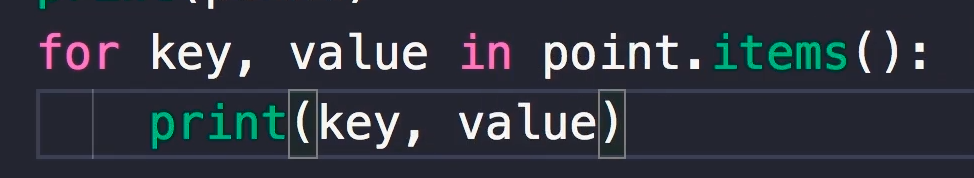 for key, value in point.items():
    print(key, value)